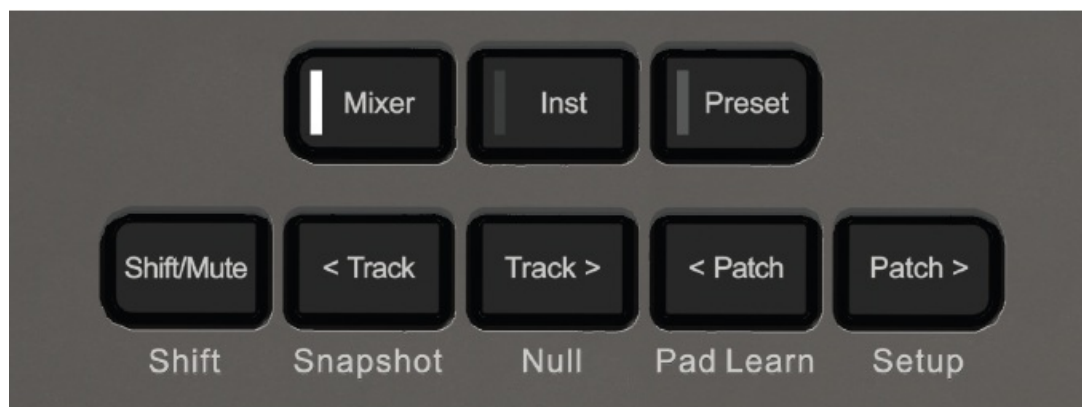 Mixer Inst Preset
Shift/Mute < Track Track > < Patch Patch >
Shift Snapshot Null Pad Learn Setup